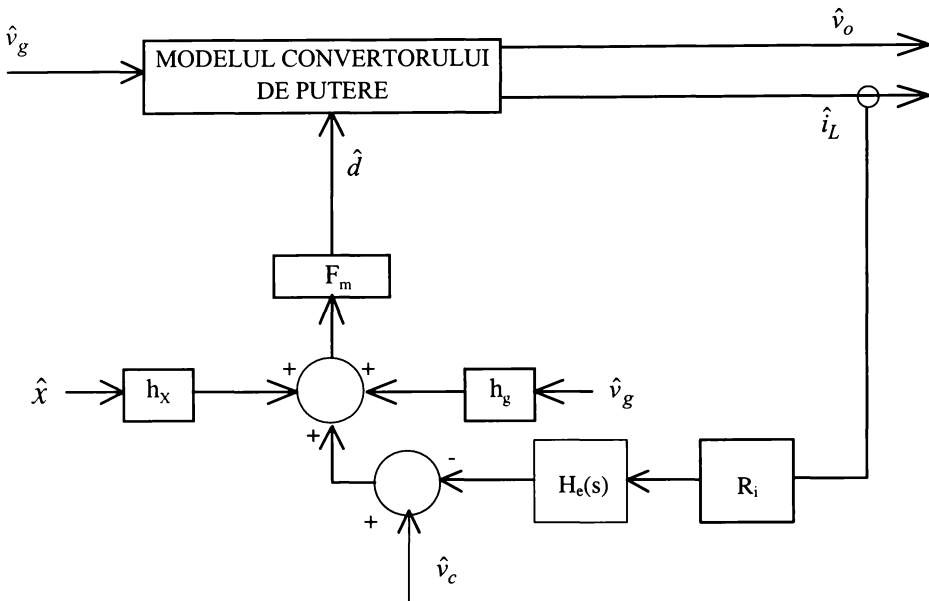 v̂_g
v̂_o
MODELUL CONVERTORULUI
DE PUTERE
î_L
d̂
F_m
+ +
x̂
h_X
h_g
v̂_g
+
-
H_e(s)
R_i
+
v̂_c